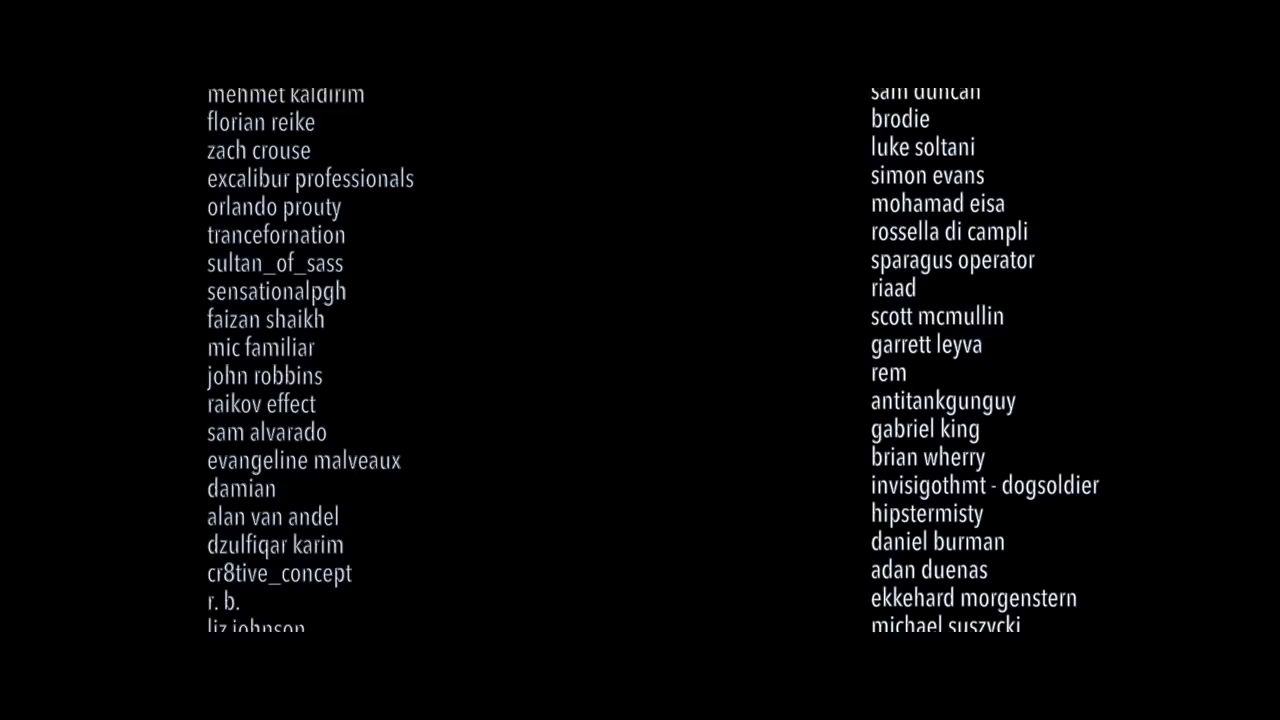 mehmet kaldirim
florian reike
zach crouse
excalibur professionals
orlando prouty
trancefornation
sultan_of_sass
sensationalpgh
faizan shaikh
mic familiar
john robbins
raikov effect
sam alvarado
evangeline malveaux
damian
alan van andel
dzulfiqar karim
cr8tive_concept
r. b.
liz johnson
sam duncan
brodie
luke soltani
simon evans
mohamad eisa
rossella di campli
sparagus operator
riaad
scott mcmullin
garrett leyva
rem
antitankgunguy
gabriel king
brian wherry
invisigothmt - dogsoldier
hipstermisty
daniel burman
adan duenas
ekkehard morgenstern
michael suszycki